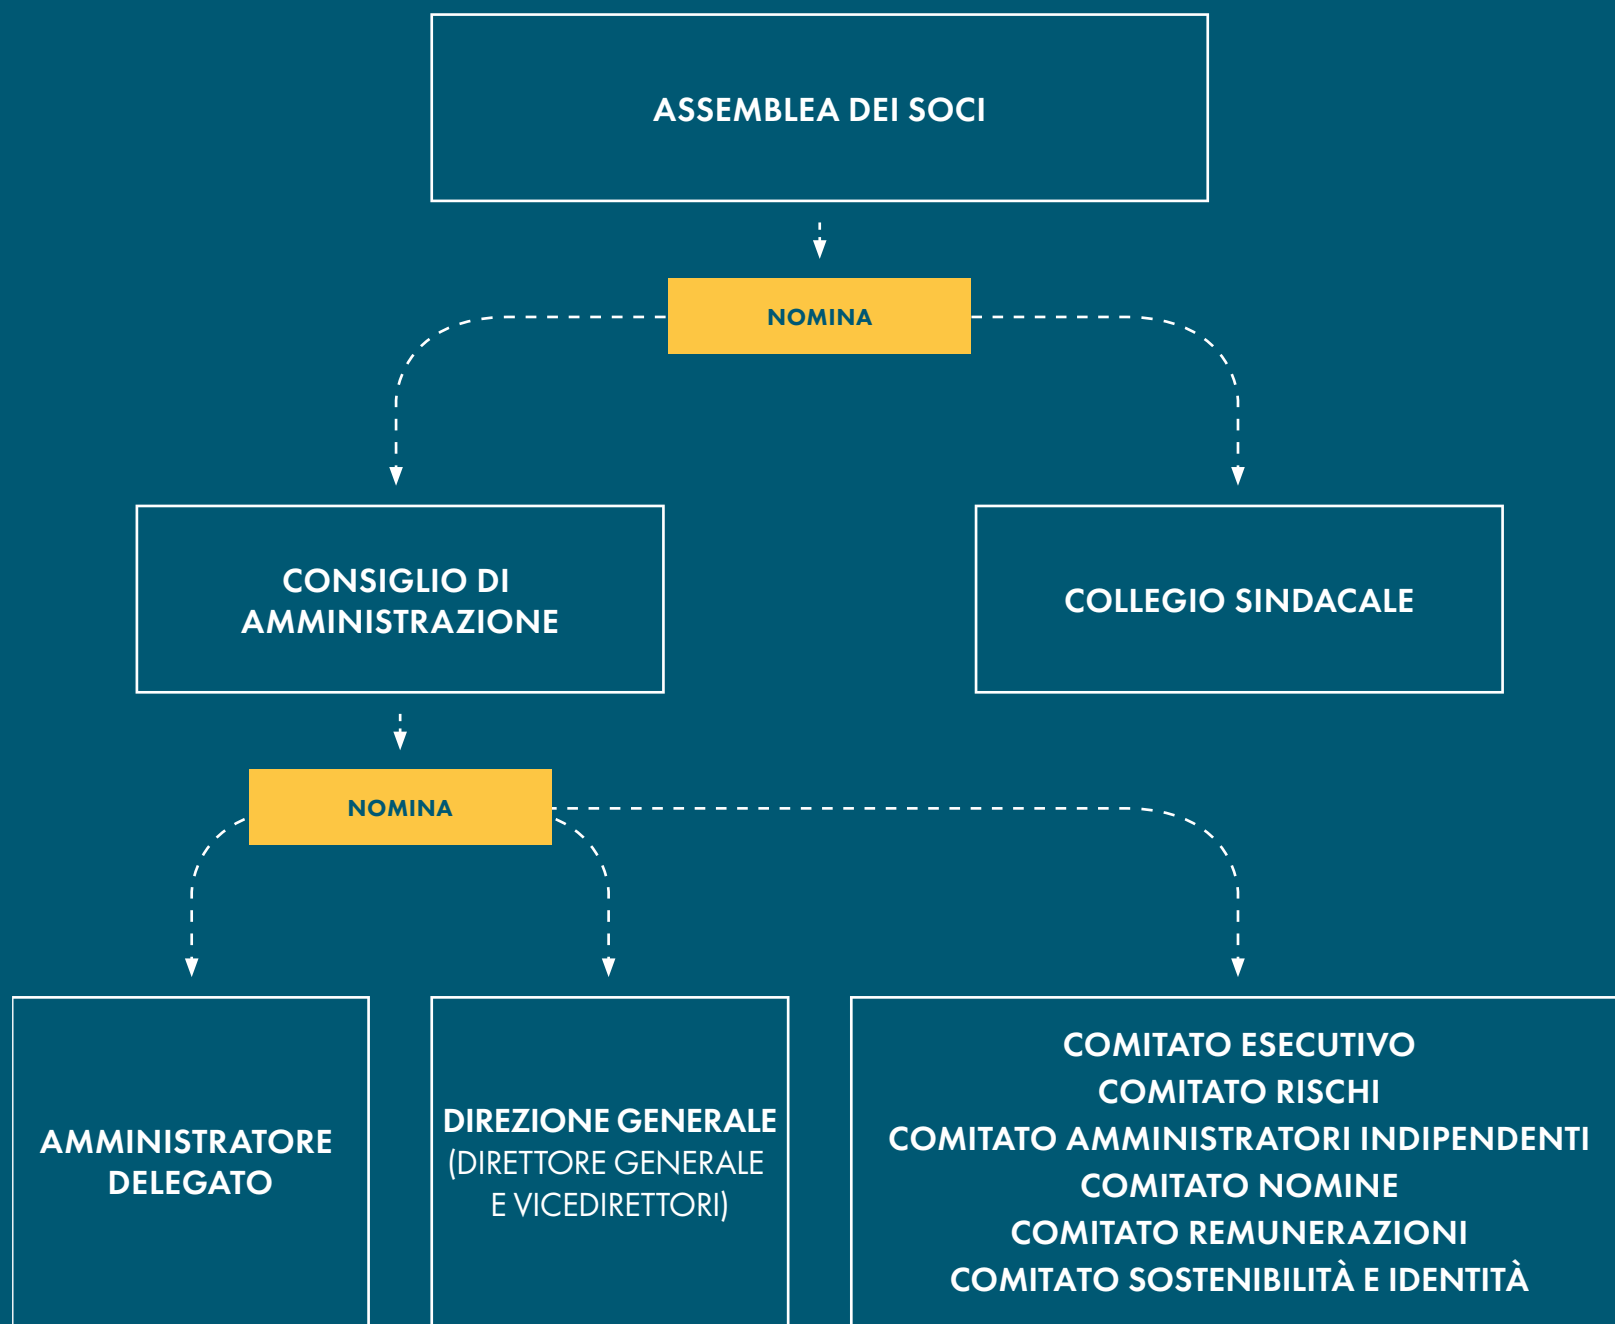 ASSEMBLEA DEI SOCI
NOMINA
CONSIGLIO DI
AMMINISTRAZIONE
COLLEGIO SINDACALE
NOMINA
AMMINISTRATORE
DELEGATO
DIREZIONE GENERALE
(DIRETTORE GENERALE
E VICEDIRETTORI)
COMITATO ESECUTIVO
COMITATO RISCHI
COMITATO AMMINISTRATORI INDIPENDENTI
COMITATO NOMINE
COMITATO REMUNERAZIONI
COMITATO SOSTENIBILITÀ E IDENTITÀ